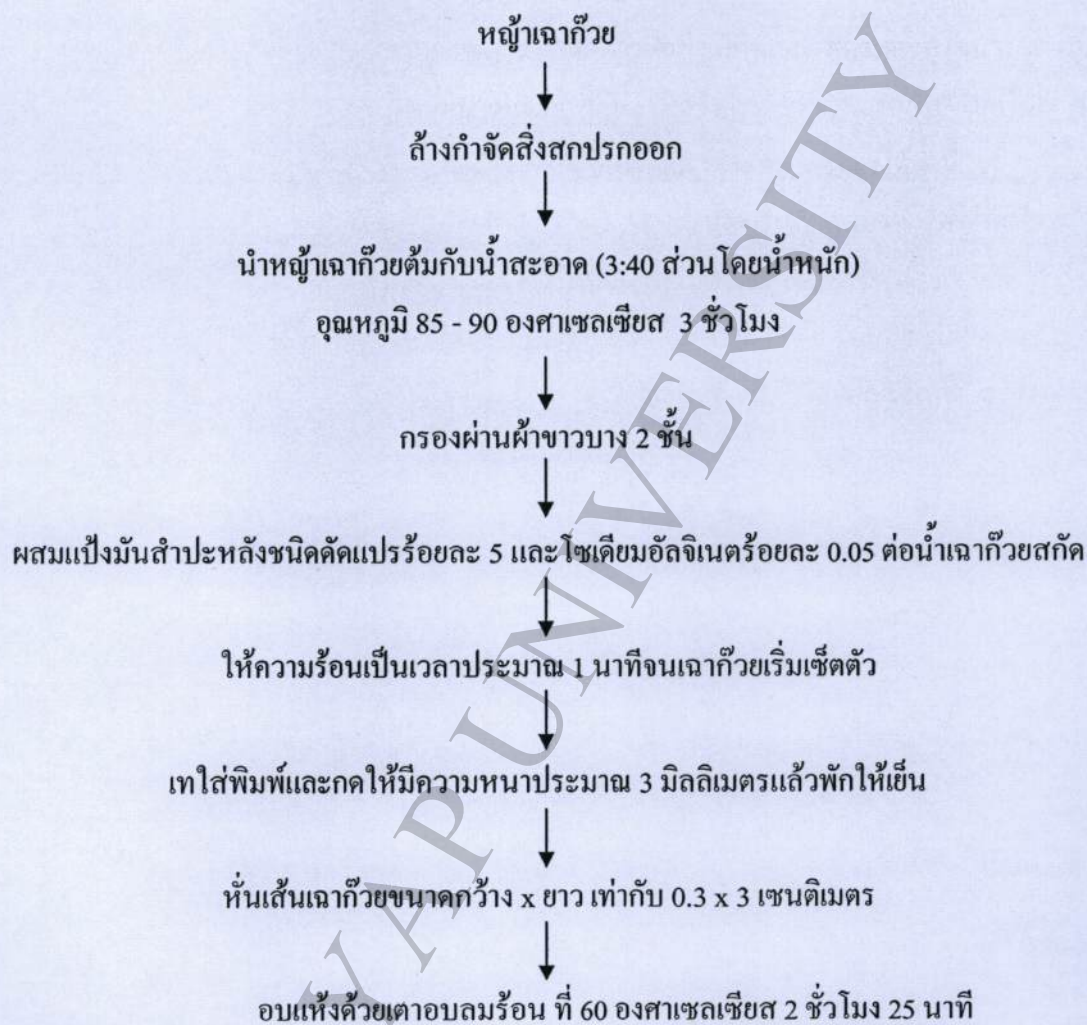 หญ้าเฉาก๊วย
ล้างกำจัดสิ่งสกปรกออก
นำหญ้าเฉาก๊วยต้มกับน้ำสะอาด (3:40 ส่วนโดยน้ำหนัก)
อุณหภูมิ 85 - 90 องศาเซลเซียส 3 ชั่วโมง
กรองผ่านผ้าขาวบาง 2 ชั้น
ผสมแป้งมันสำปะหลังชนิดดัดแปรร้อยละ 5 และโซเดียมอัลจิเนตร้อยละ 0.05 ต่อน้ำเฉาก๊วยสกัด
ให้ความร้อนเป็นเวลาประมาณ 1 นาทีจนเฉาก๊วยเริ่มเซ็ตตัว
เทใส่พิมพ์และกดให้มีความหนาประมาณ 3 มิลลิเมตรแล้วพักให้เย็น
หั่นเส้นเฉาก๊วยขนาดกว้าง x ยาว เท่ากับ 0.3 x 3 เซนติเมตร
อบแห้งด้วยเตาอบลมร้อน ที่ 60 องศาเซลเซียส 2 ชั่วโมง 25 นาที
YAP UNIVERSITY